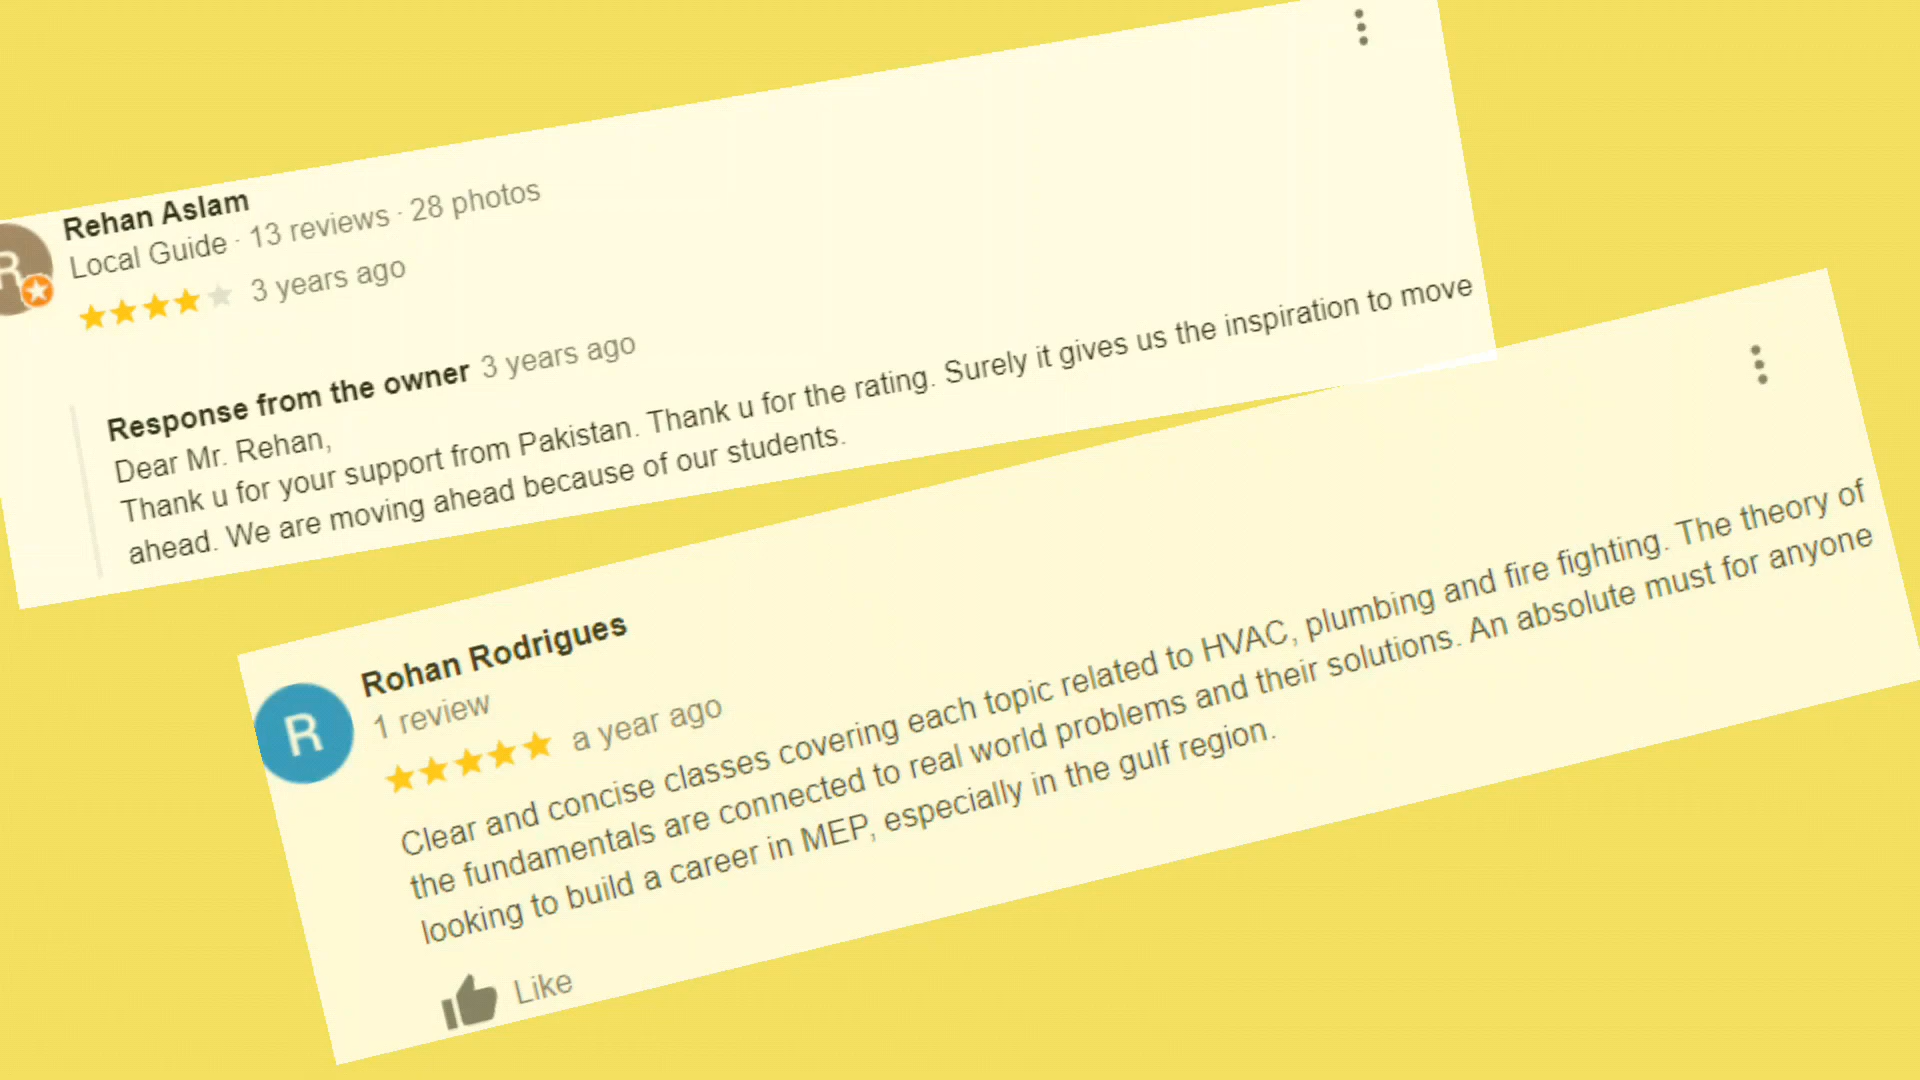 Rehan Aslam
Local Guide · 13 reviews · 28 photos
3 years ago
Response from the owner 3 years ago
Dear Mr. Rehan,
Thank u for your support from Pakistan. Thank u for the rating. Surely it gives us the inspiration to move
ahead. We are moving ahead because of our students.
R
R
Rohan Rodrigues
1 review
a year ago
Clear and concise classes covering each topic related to HVAC, plumbing and fire fighting. The theory of
the fundamentals are connected to real world problems and their solutions. An absolute must for anyone
looking to build a career in MEP, especially in the gulf region.
Like